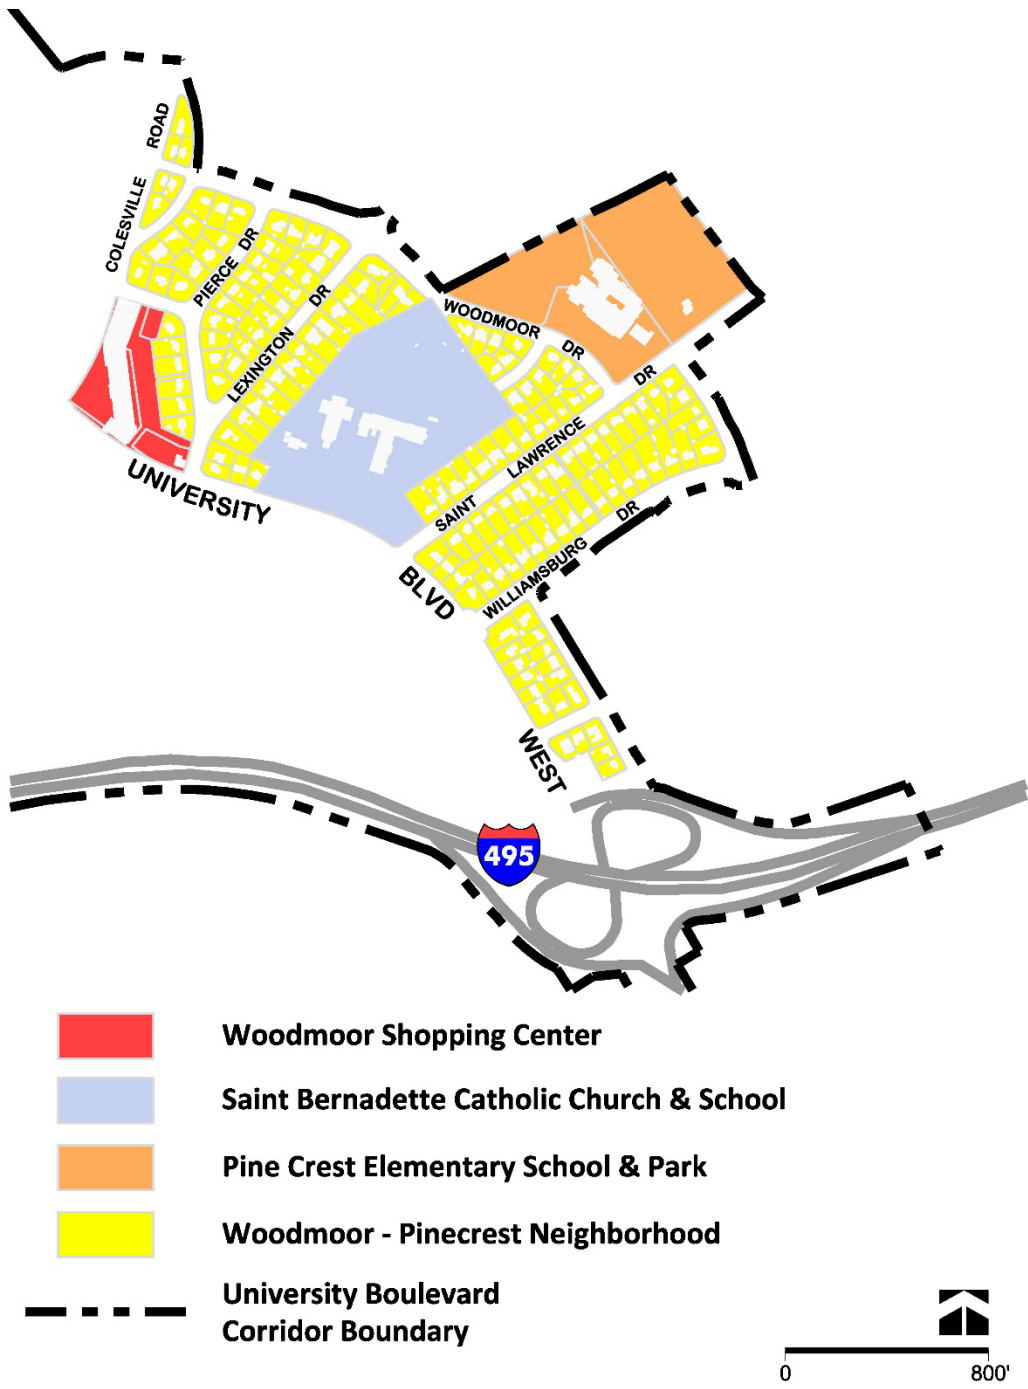 COLESVILLE ROAD
PIERCE DR
LEXINGTON DR
WOODMOOR DR
SAINT LAWRENCE DR
WILLIAMSBURG DR
UNIVERSITY BLVD WEST
495
Woodmoor Shopping Center
Saint Bernadette Catholic Church & School
Pine Crest Elementary School & Park
Woodmoor - Pinecrest Neighborhood
University Boulevard
Corridor Boundary
0 800'